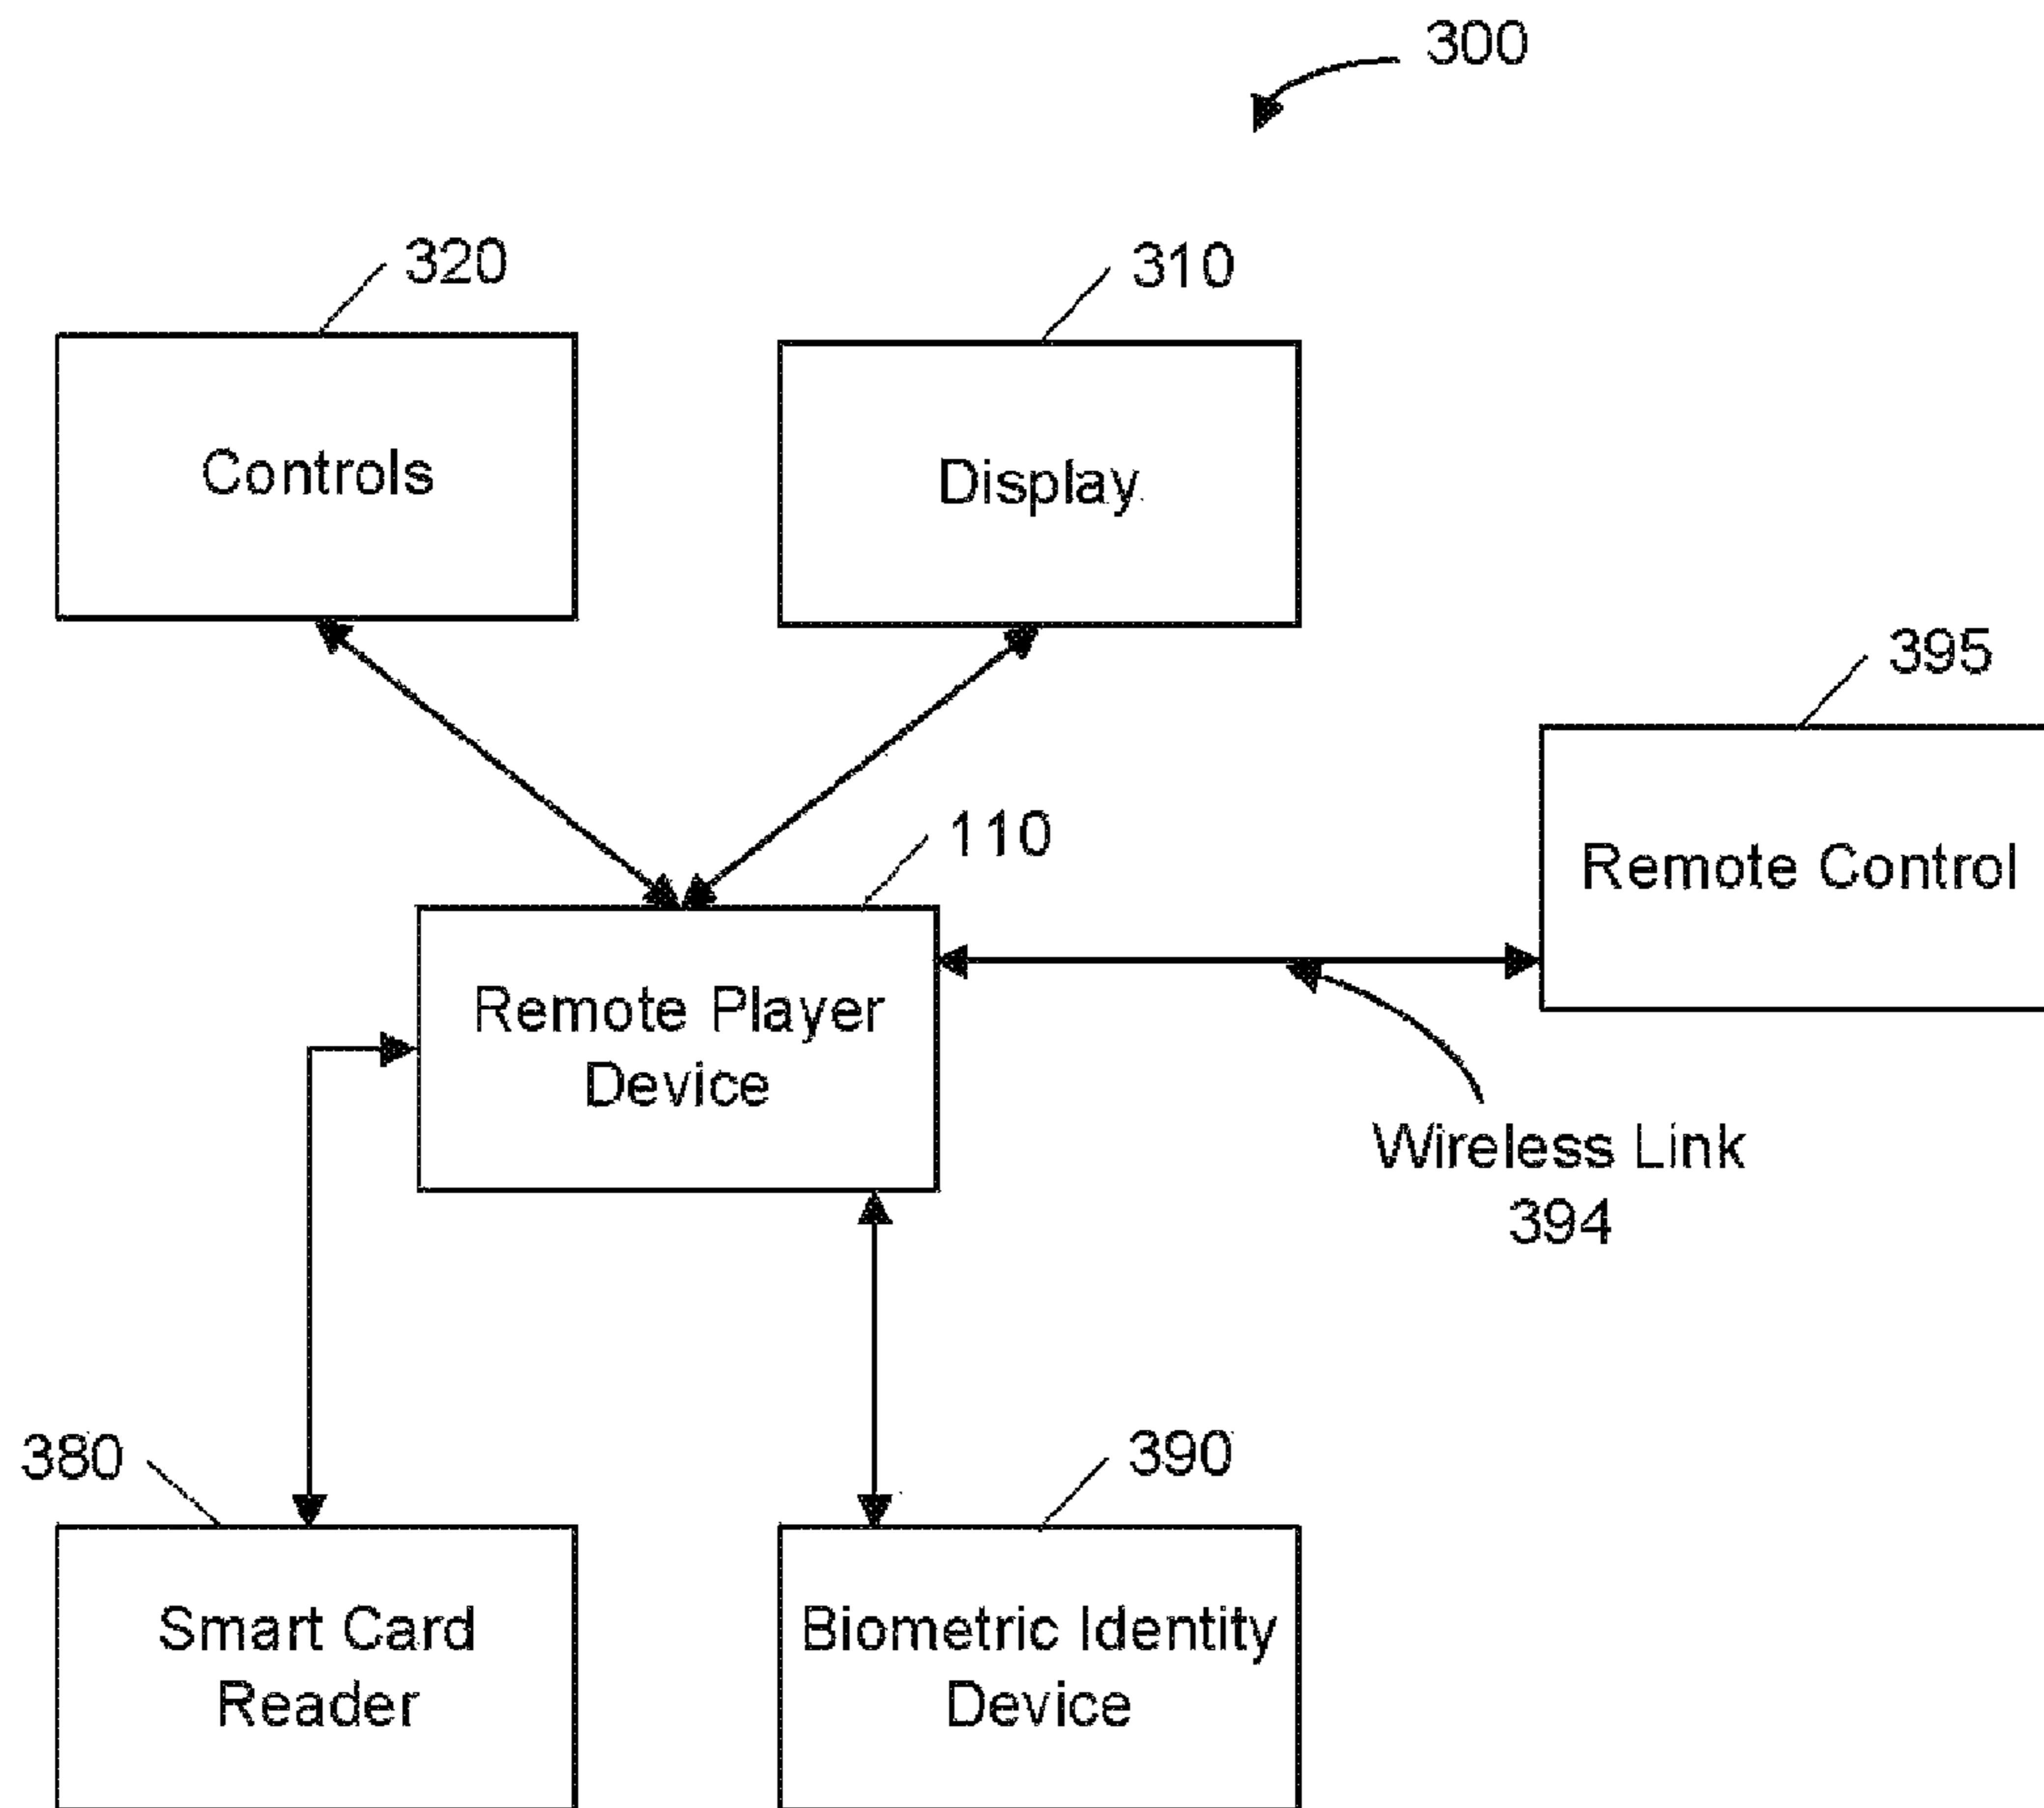 300
320
310
Controls
Display
395
110
Remote Control
Remote Player
Device
Wireless Link
394
380
390
Smart Card
Reader
Biometric Identity
Device